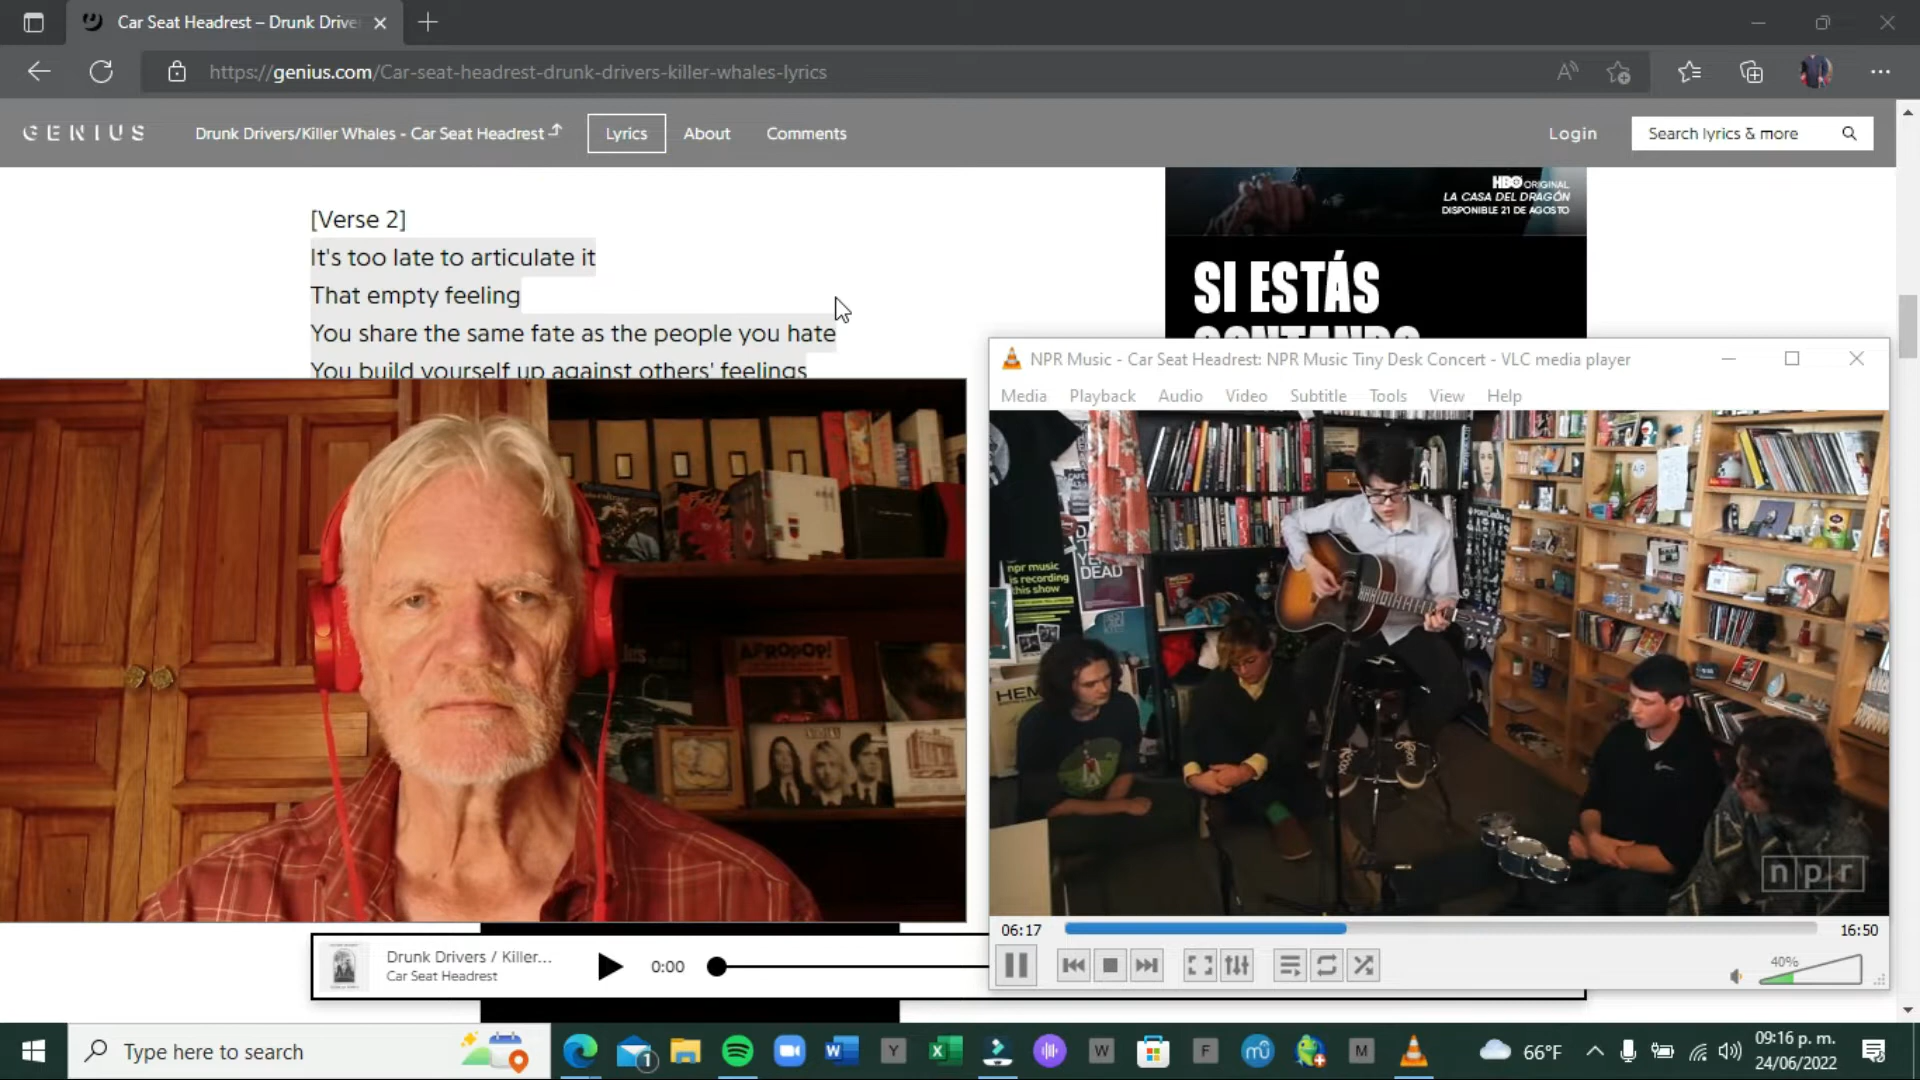 Car Seat Headrest – Drunk Drive
https://genius.com/Car-seat-headrest-drunk-drivers-killer-whales-lyrics
GENIUS
Drunk Drivers/Killer Whales - Car Seat Headrest
Lyrics
About
Comments
Login
Search lyrics & more
[Verse 2]
It's too late to articulate it
That empty feeling
You share the same fate as the people you hate
You build yourself up against others' feelings
HBO ORIGINAL
LA CASA DEL DRAGÓN
DISPONIBLE 21 DE AGOSTO
SI ESTÁS
CONTANDO
NPR Music - Car Seat Headrest: NPR Music Tiny Desk Concert - VLC media player
Media Playback Audio Video Subtitle Tools View Help
npr music
is recording
this show
DEAD
HEM
AFROPOP!
npr
06:17
16:50
40%
Drunk Drivers / Killer...
Car Seat Headrest
0:00
Type here to search
1
W
Y
X
W
F
M
66°F
09:16 p. m.
24/06/2022